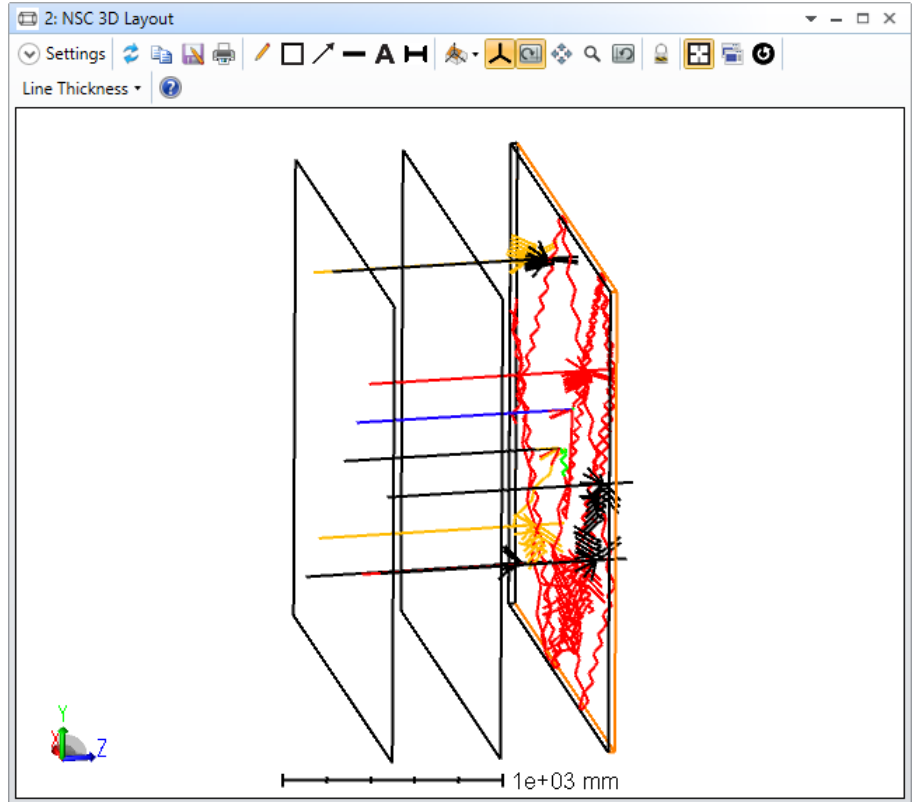 2: NSC 3D Layout
Settings
A
Line Thickness
Y
X
Z
1e+03 mm